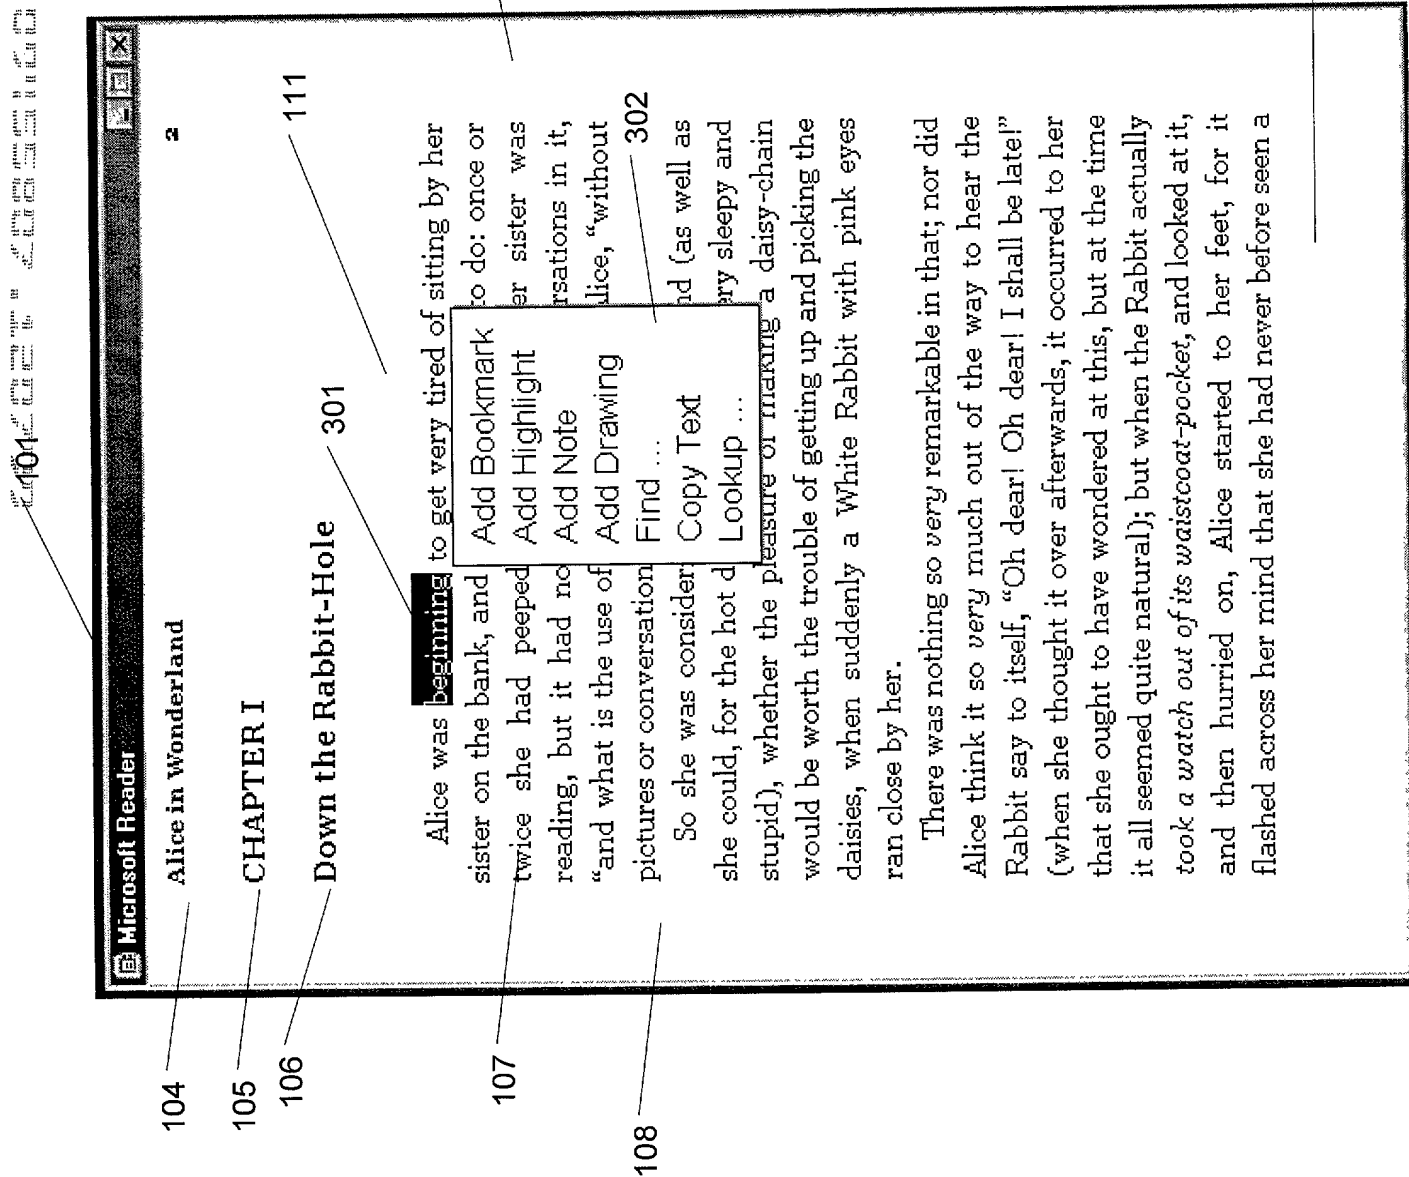 101
Microsoft Reader
104
Alice in Wonderland
2
105
CHAPTER I
106
Down the Rabbit-Hole
301
111
Alice was beginning to get very tired of sitting by her
sister on the bank, and
o do: once or
twice she had peeped
er sister was
reading, but it had no
rsations in it,
“and what is the use of
lice, “without
pictures or conversation
So she was consider
nd (as well as
she could, for the hot d
ry sleepy and
stupid), whether the pleasure of making a daisy-chain
would be worth the trouble of getting up and picking the
daisies, when suddenly a White Rabbit with pink eyes
ran close by her.
There was nothing so very remarkable in that; nor did
Alice think it so very much out of the way to hear the
Rabbit say to itself, “Oh dear! Oh dear! I shall be late!”
(when she thought it over afterwards, it occurred to her
that she ought to have wondered at this, but at the time
it all seemed quite natural); but when the Rabbit actually
took a watch out of its waistcoat-pocket, and looked at it,
and then hurried on, Alice started to her feet, for it
flashed across her mind that she had never before seen a
Add Bookmark
Add Highlight
Add Note
Add Drawing
Find ...
Copy Text
Lookup ...
302
107
108